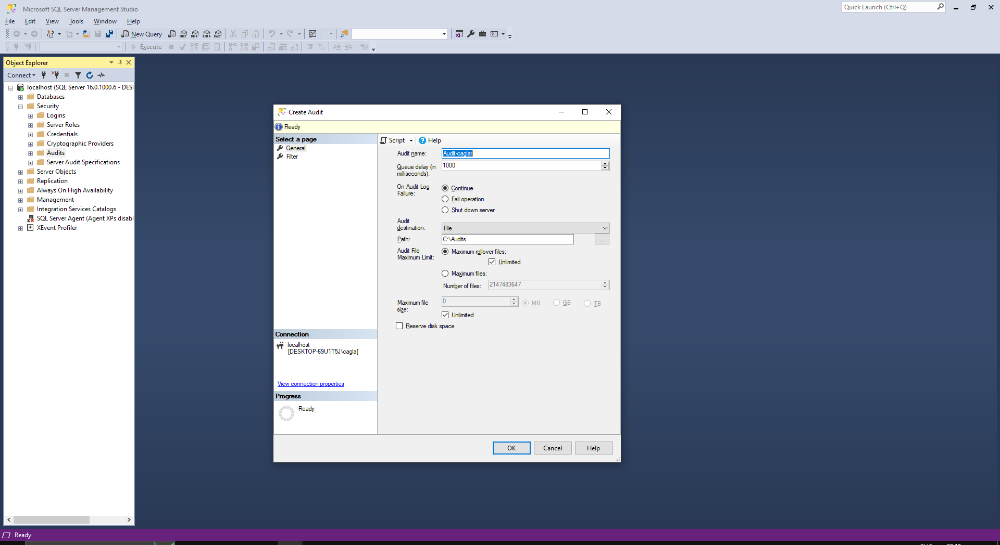 Microsoft SQL Server Management Studio
Quick Launch (Ctrl+Q)
File Edit View Tools Window Help
New Query MDX DMX XMLA DAX
Execute
Object Explorer
Connect
localhost (SQL Server 16.0.1000.6 - DESI
Databases
Security
Logins
Server Roles
Credentials
Cryptographic Providers
Audits
Server Audit Specifications
Server Objects
Replication
Always On High Availability
Management
Integration Services Catalogs
SQL Server Agent (Agent XPs disabl
XEvent Profiler
Create Audit
Ready
Select a page
General
Filter
Script Help
Audit name: Audit-caglar
Queue delay (in
milliseconds): 1000
On Audit Log
Failure:
Continue
Fail operation
Shut down server
Audit
destination: File
Path: C:\Audits ...
Audit File
Maximum Limit:
Maximum rollover files:
Unlimited
Maximum files:
Number of files: 2147483647
Maximum file
size: 0 MB GB TB
Unlimited
Reserve disk space
Connection
localhost
[DESKTOP-69U1T5J\cagla]
View connection properties
Progress
Ready
OK Cancel Help
Ready